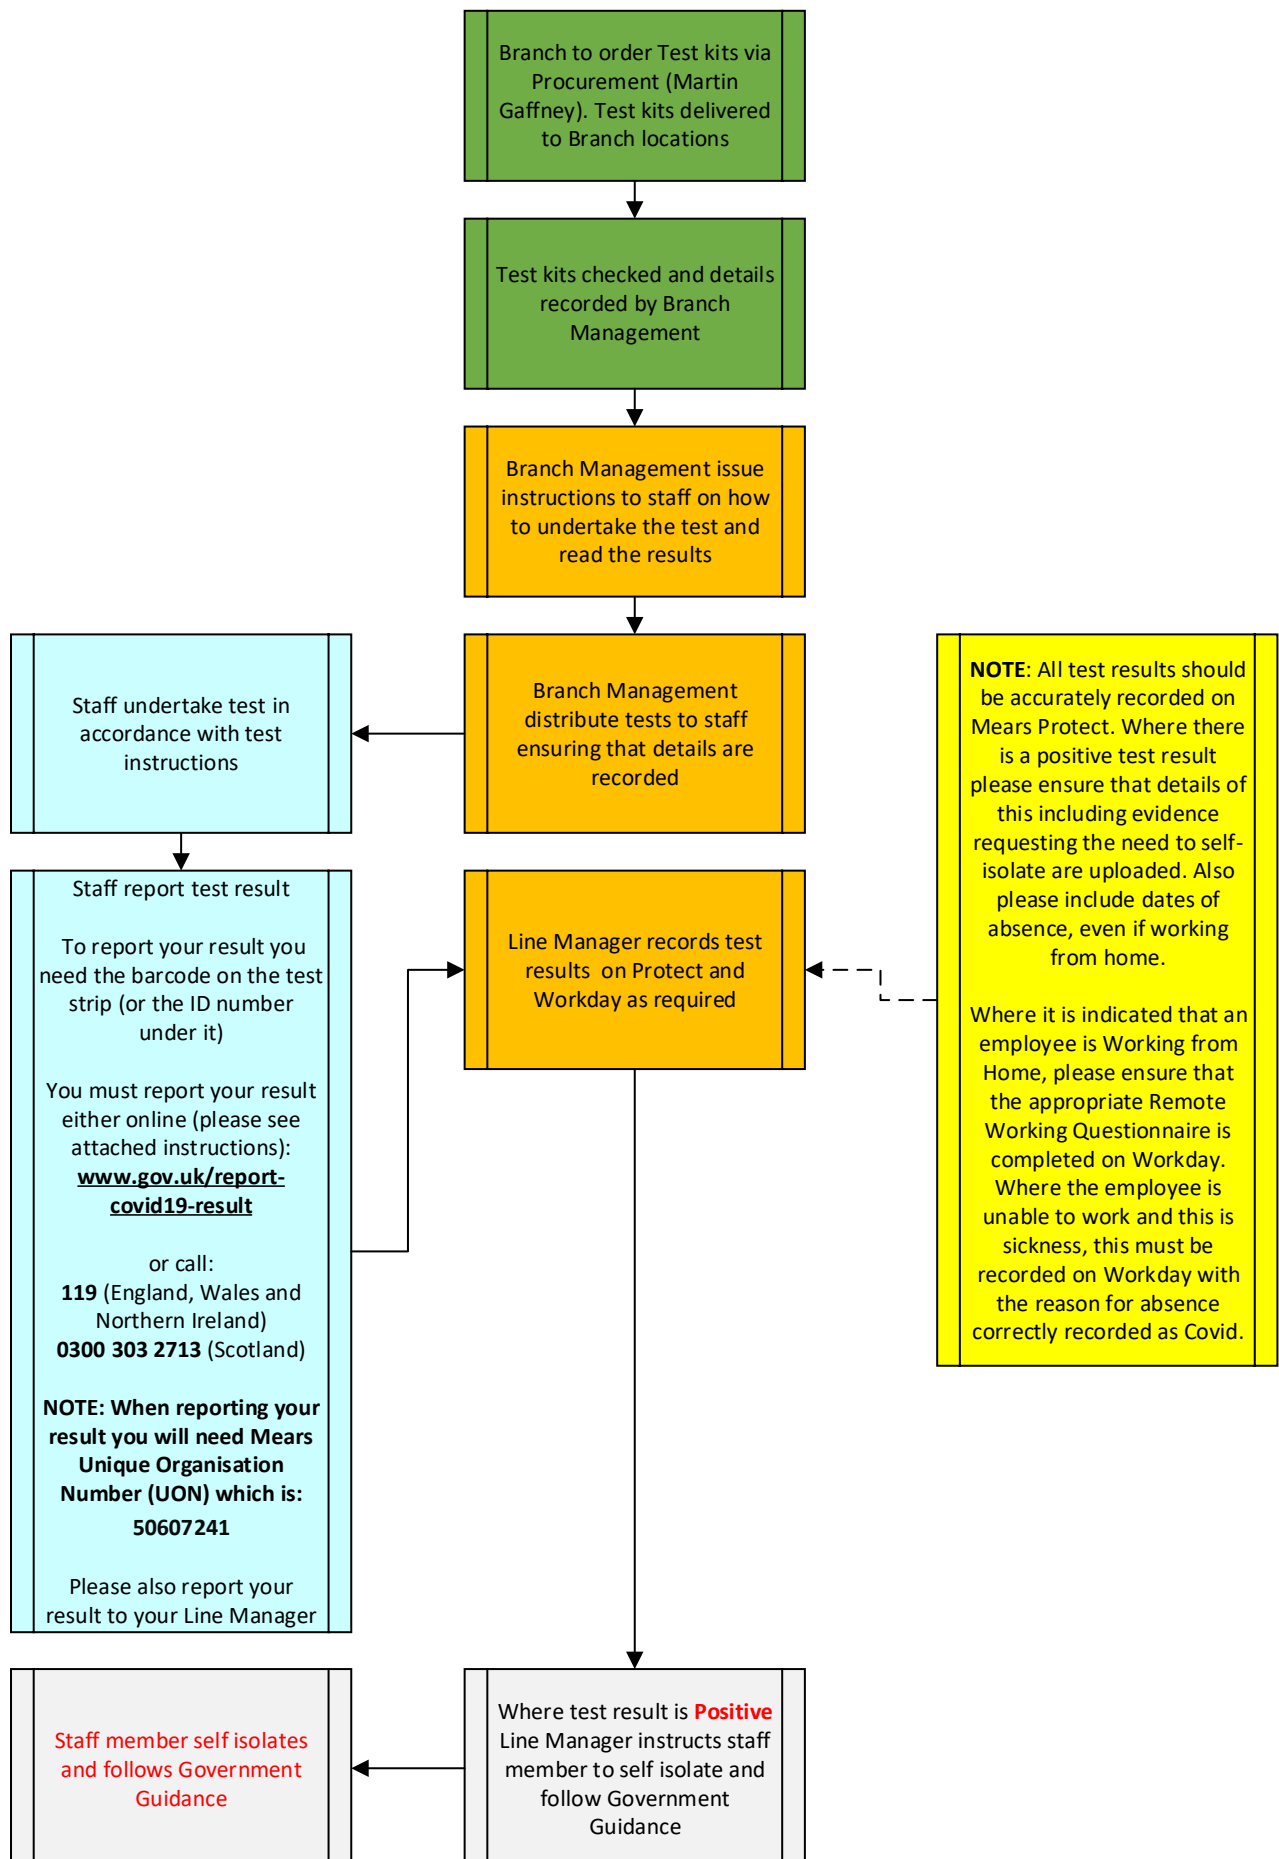 Branch to order Test kits via
Procurement (Martin
Gaffney). Test kits delivered
to Branch locations
Test kits checked and details
recorded by Branch
Management
Branch Management issue
instructions to staff on how
to undertake the test and
read the results
Branch Management
distribute tests to staff
ensuring that details are
recorded
Staff undertake test in
accordance with test
instructions
Staff report test result
To report your result you
need the barcode on the test
strip (or the ID number
under it)
You must report your result
either online (please see
attached instructions):
www.gov.uk/report-
covid19-result
or call:
119 (England, Wales and
Northern Ireland)
0300 303 2713 (Scotland)
NOTE: When reporting your
result you will need Mears
Unique Organisation
Number (UON) which is:
50607241
Please also report your
result to your Line Manager
Line Manager records test
results on Protect and
Workday as required
NOTE: All test results should
be accurately recorded on
Mears Protect. Where there
is a positive test result
please ensure that details of
this including evidence
requesting the need to self-
isolate are uploaded. Also
please include dates of
absence, even if working
from home.
Where it is indicated that an
employee is Working from
Home, please ensure that
the appropriate Remote
Working Questionnaire is
completed on Workday.
Where the employee is
unable to work and this is
sickness, this must be
recorded on Workday with
the reason for absence
correctly recorded as Covid.
Where test result is Positive
Line Manager instructs staff
member to self isolate and
follow Government
Guidance
Staff member self isolates
and follows Government
Guidance